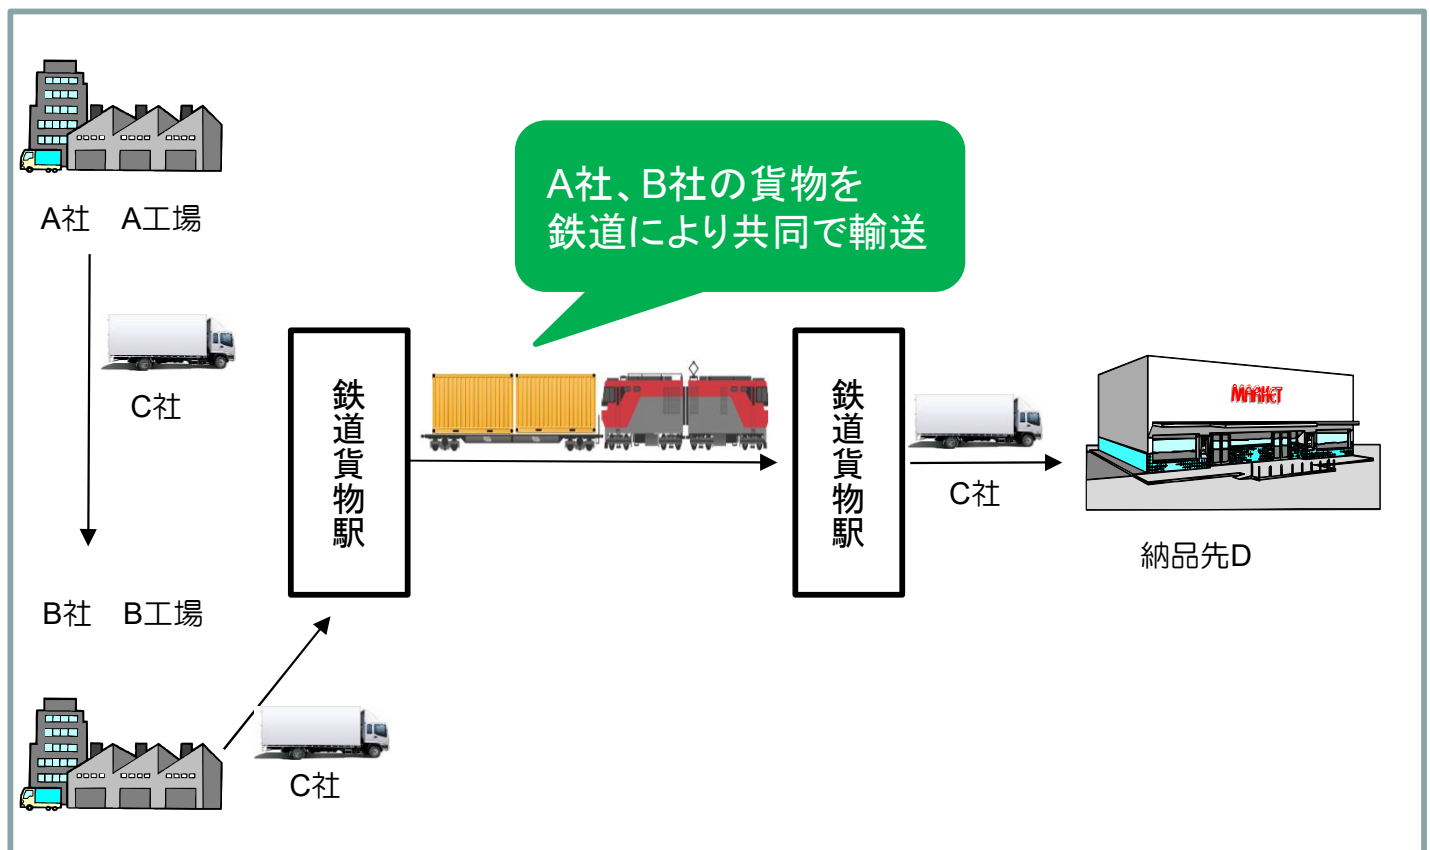 A社 A工場
A社、B社の貨物を
鉄道により共同で輸送
C社
鉄道貨物駅
鉄道貨物駅
C社
MARKET
納品先D
B社 B工場
C社